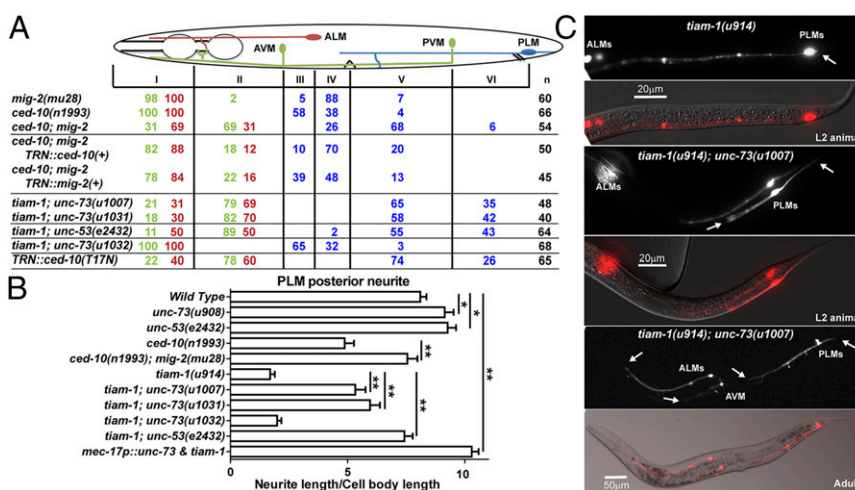 A
ALM
AVM
PVM
PLM
I II III IV V VI n
mig-2(mu28) 98 100 2 5 88 7 60
ced-10(n1993) 100 100 58 38 4 66
ced-10; mig-2 31 69 69 31 26 68 6 54
ced-10; mig-2
TRN::ced-10(+) 82 88 18 12 10 70 20 50
ced-10; mig-2
TRN::mig-2(+) 78 84 22 16 39 48 13 45
tiam-1; unc-73(u1007) 21 31 79 69 65 35 48
tiam-1; unc-73(u1031) 18 30 82 70 58 42 40
tiam-1; unc-53(e2432) 11 50 89 50 2 55 43 64
tiam-1; unc-73(u1032) 100 100 65 32 3 68
TRN::ced-10(T17N) 22 40 78 60 74 26 65
B
PLM posterior neurite
Wild Type
unc-73(u908)
unc-53(e2432)
ced-10(n1993)
ced-10(n1993); mig-2(mu28)
tiam-1(u914)
tiam-1; unc-73(u1007)
tiam-1; unc-73(u1031)
tiam-1; unc-73(u1032)
tiam-1; unc-53(e2432)
mec-17p::unc-73 & tiam-1
* * ** ** ** ** **
0 5 10
Neurite length/Cell body length
C
tiam-1(u914)
ALMs
PLMs
20μm
L2 anima
tiam-1(u914); unc-73(u1007)
ALMs
PLMs
20μm
L2 anima
tiam-1(u914); unc-73(u1007)
ALMs
PLMs
AVM
50μm
Adul